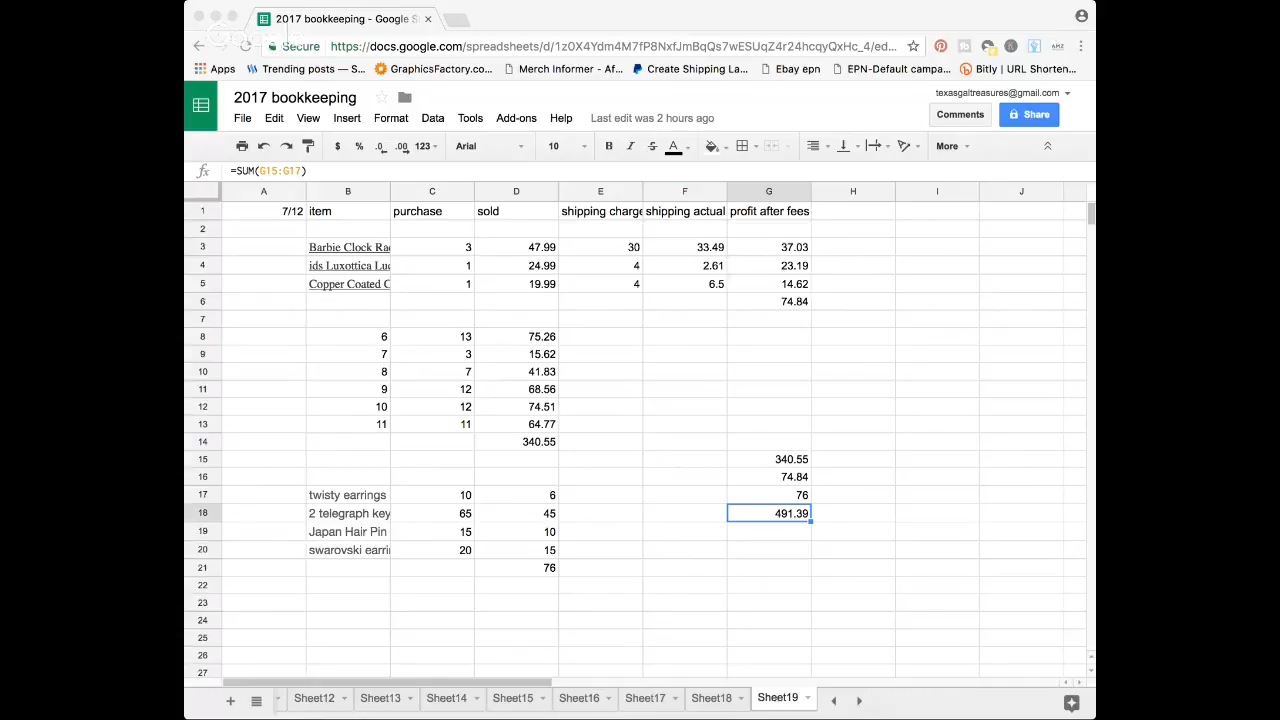 2017 bookkeeping - Google S
Secure https://docs.google.com/spreadsheets/d/1z0X4Ydm4M7fP8NxfJmBqQs7wESUqZ4r24hcqyQxHc_4/ed...
Apps Trending posts — S... GraphicsFactory.c... Merch Informer - Af... Create Shipping La... Ebay epn EPN-Dealin campa... Bitly | URL Shorten...
2017 bookkeeping
texasgaltreasures@gmail.com
File Edit View Insert Format Data Tools Add-ons Help Last edit was 2 hours ago
Comments Share
$ % .0 .00 123 Arial 10 B I S A More
fx =SUM(G15:G17)
A B C D E F G H I J
1 7/12 item purchase sold shipping charge shipping actual profit after fees
2
3 Barbie Clock Ra 3 47.99 30 33.49 37.03
4 ids Luxottica Lu 1 24.99 4 2.61 23.19
5 Copper Coated C 1 19.99 4 6.5 14.62
6 74.84
7
8 6 13 75.26
9 7 3 15.62
10 8 7 41.83
11 9 12 68.56
12 10 12 74.51
13 11 11 64.77
14 340.55
15 340.55
16 74.84
17 twisty earrings 10 6 76
18 2 telegraph key 65 45 491.39
19 Japan Hair Pin 15 10
20 swarovski earri 20 15
21 76
22
23
24
25
26
27
Sheet12 Sheet13 Sheet14 Sheet15 Sheet16 Sheet17 Sheet18 Sheet19